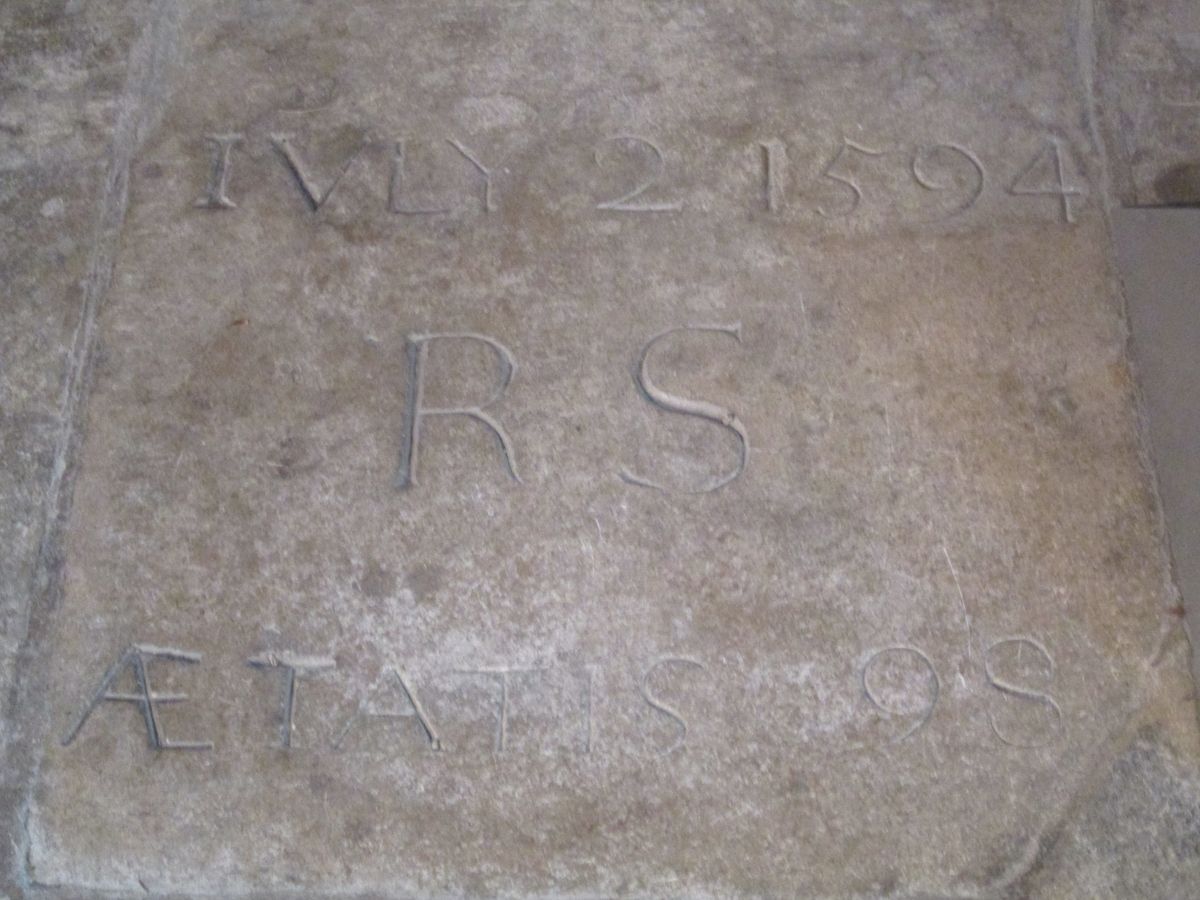 IVLY 2 1594
R S
ÆTATIS 98